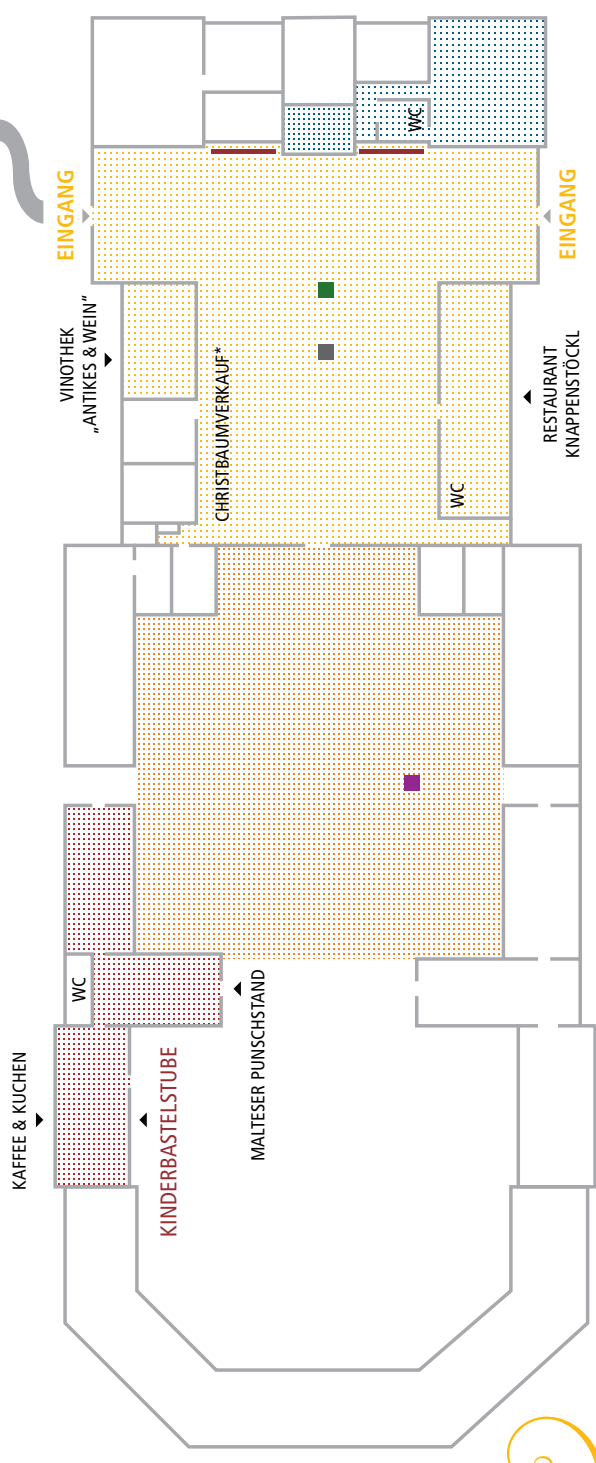 EINGANG
VINOTHEK
„ANTIKES & WEIN“
CHRISTBAUMVERKAUF*
WC
WC
EINGANG
RESTAURANT
KNAPPENSTÖCKL
KAFFEE & KUCHEN
WC
KINDERBASTELSTUBE
MALTESER PUNSCHSTAND